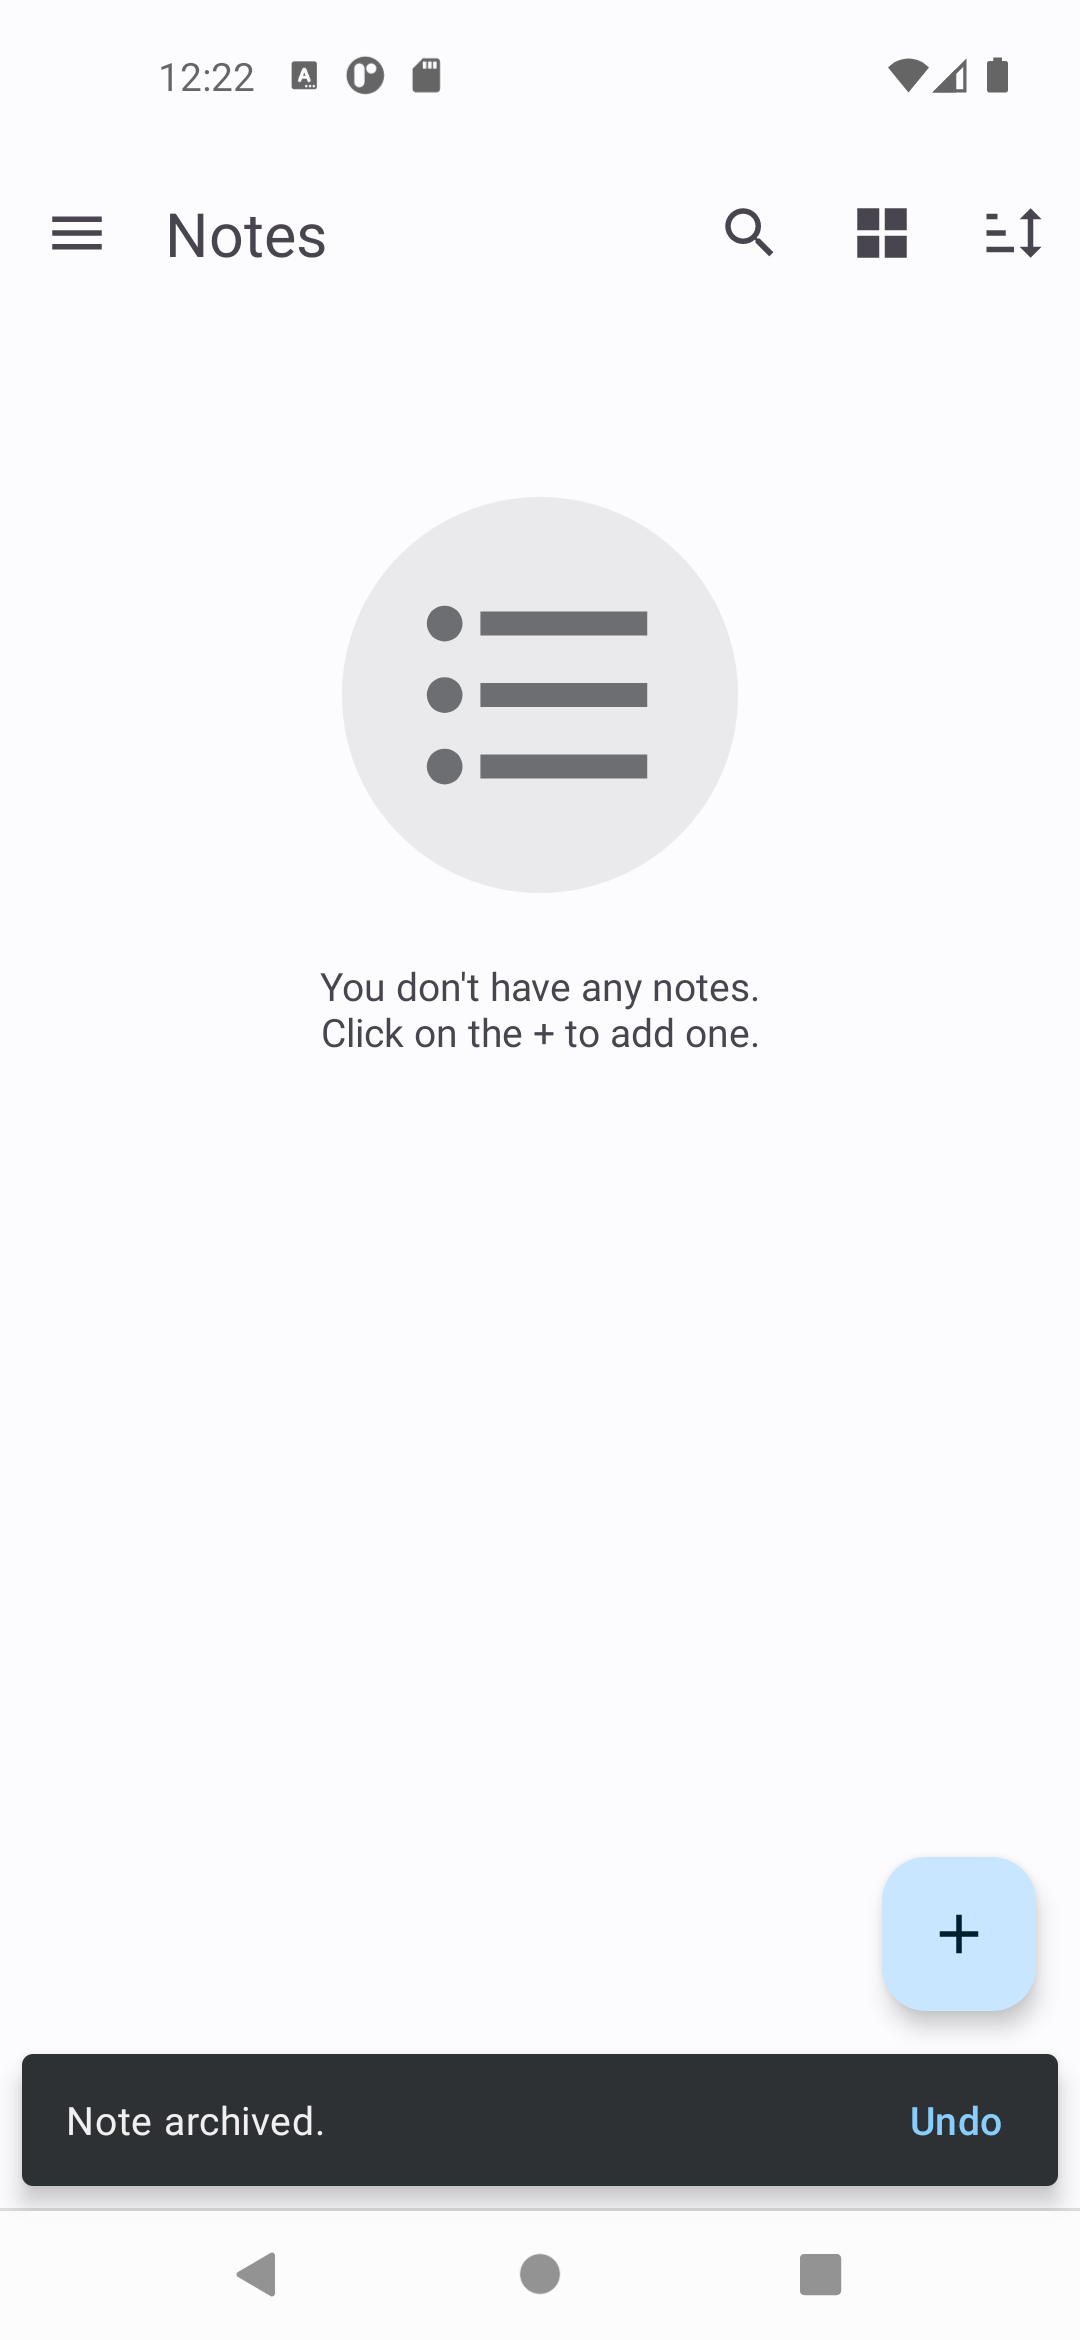 12:22
Notes
You don't have any notes.
Click on the + to add one.
Note archived.
Undo